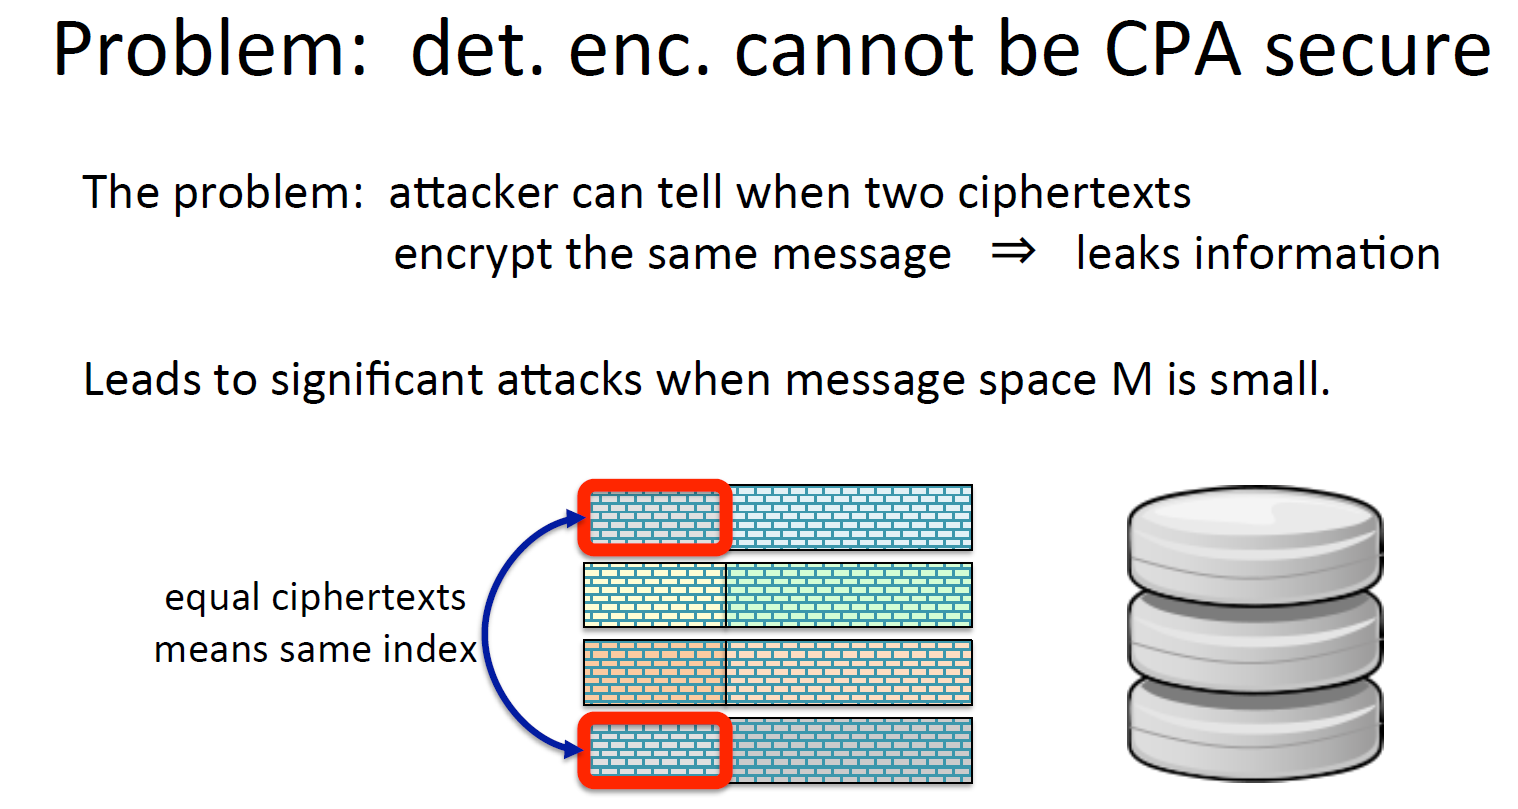 Problem: det. enc. cannot be CPA secure
The problem: attacker can tell when two ciphertexts
encrypt the same message ⇒ leaks information
Leads to significant attacks when message space M is small.
equal ciphertexts
means same index